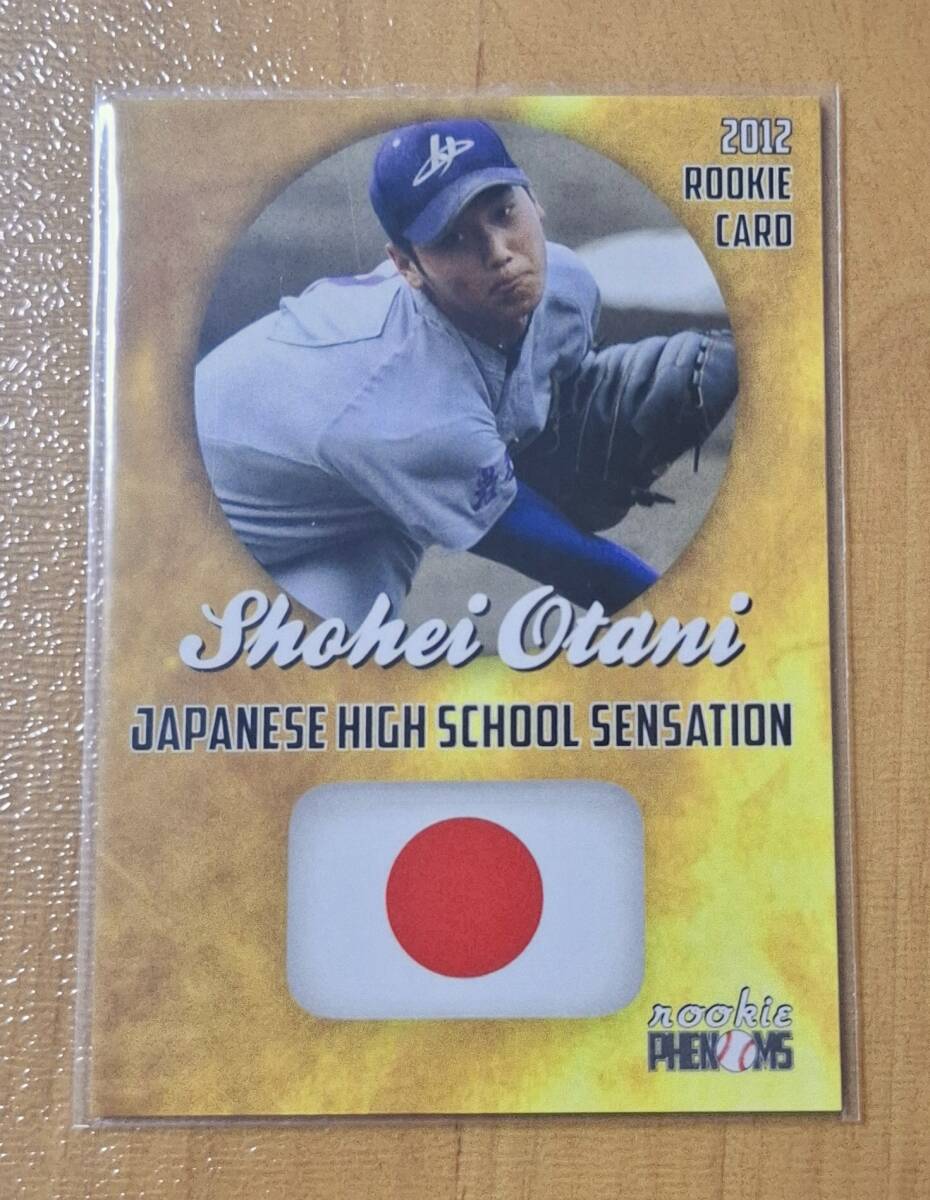 2012
ROOKIE
CARD
Shohei Otani
JAPANESE HIGH SCHOOL SENSATION
rookie
PHENOMS